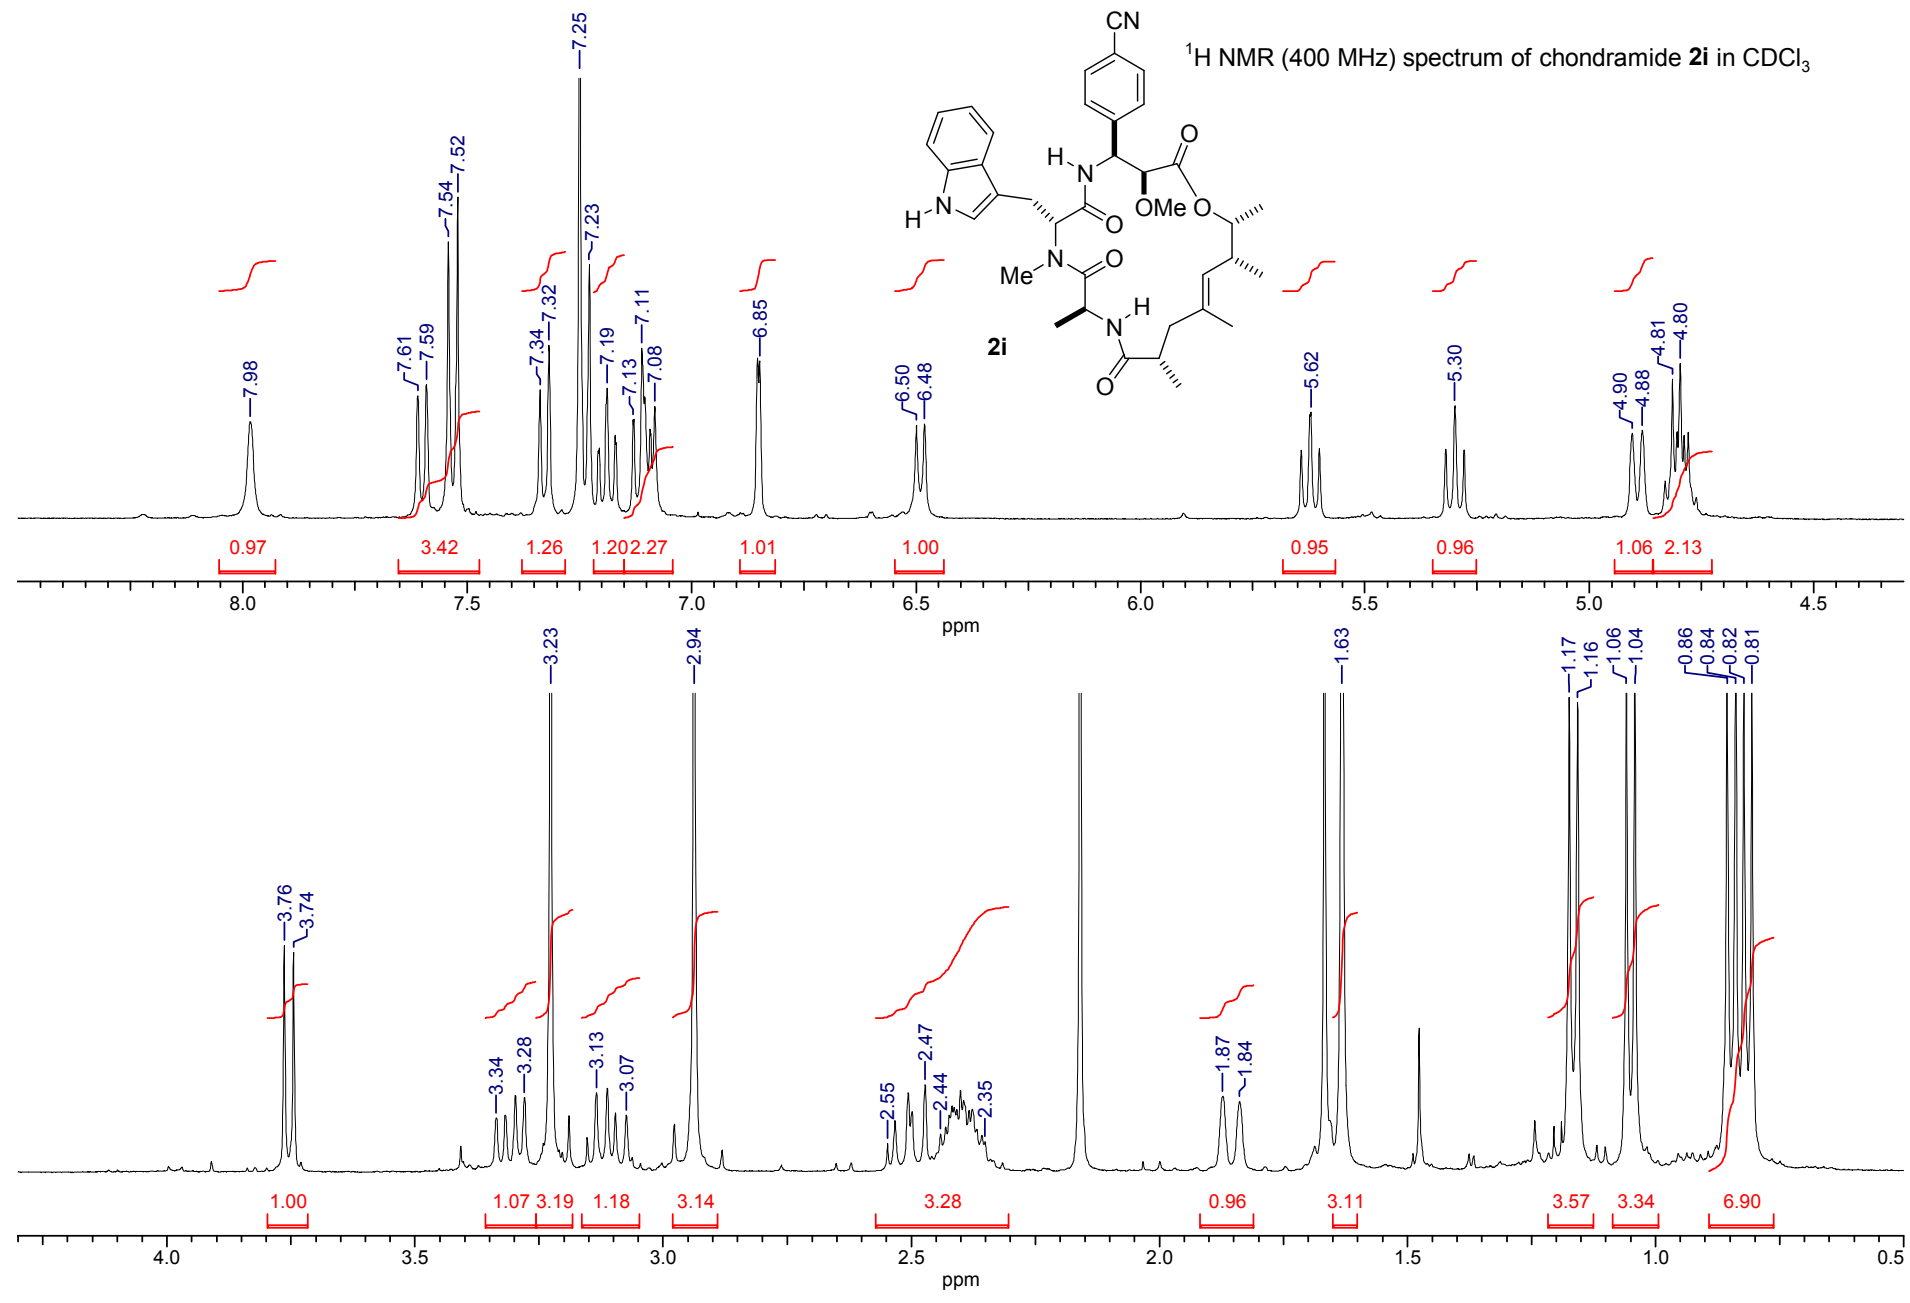 ¹H NMR (400 MHz) spectrum of chondramide 2i in CDCl₃
CN
H
N
O
OMe
O
H
N
O
N
Me
O
H
N
O
2i
7.98
7.61
7.59
7.54
7.52
7.34
7.32
7.25
7.23
7.19
7.13
7.11
7.08
6.85
6.50
6.48
5.62
5.30
4.90
4.88
4.81
4.80
0.97 3.42 1.26 1.20 2.27 1.01 1.00 0.95 0.96 1.06 2.13
8.0 7.5 7.0 6.5 6.0 5.5 5.0 4.5
ppm
3.76
3.74
3.34
3.28
3.23
3.13
3.07
2.94
2.55
2.47
2.44
2.35
1.87
1.84
1.63
1.17
1.16
1.06
1.04
0.86
0.84
0.82
0.81
1.00 1.07 3.19 1.18 3.14 3.28 0.96 3.11 3.57 3.34 6.90
4.0 3.5 3.0 2.5 2.0 1.5 1.0 0.5
ppm